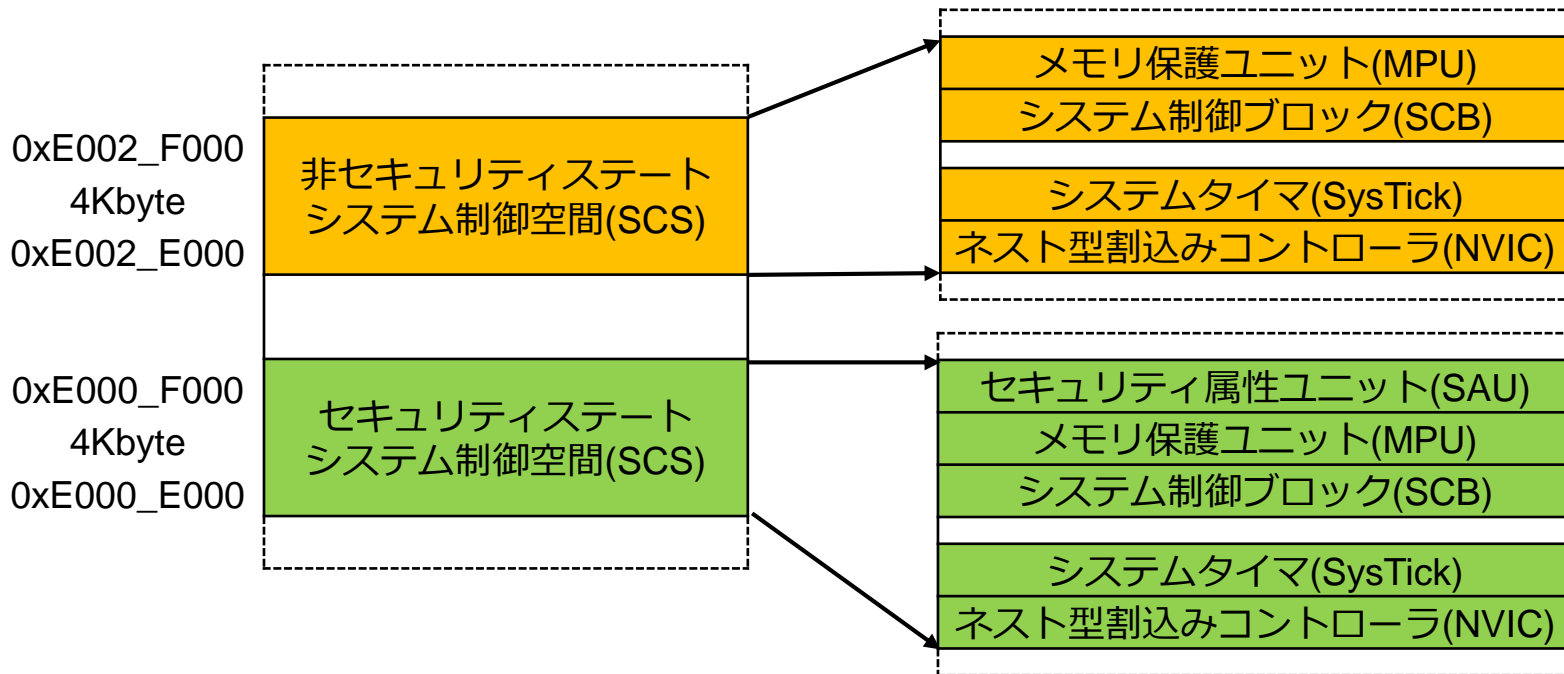 0xE002_F000
4Kbyte
0xE002_E000
非セキュリティステート
システム制御空間(SCS)
メモリ保護ユニット(MPU)
システム制御ブロック(SCB)
システムタイマ(SysTick)
ネスト型割込みコントローラ(NVIC)
0xE000_F000
4Kbyte
0xE000_E000
セキュリティステート
システム制御空間(SCS)
セキュリティ属性ユニット(SAU)
メモリ保護ユニット(MPU)
システム制御ブロック(SCB)
システムタイマ(SysTick)
ネスト型割込みコントローラ(NVIC)